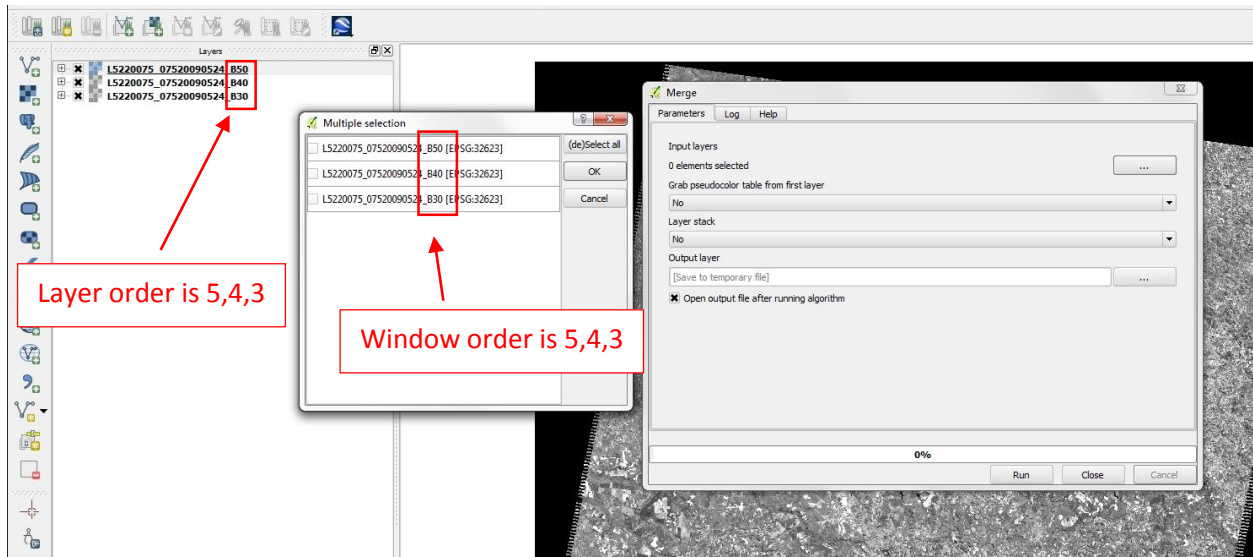 Layers
L5220075_07520090524_B50
L5220075_07520090524_B40
L5220075_07520090524_B30
Layer order is 5,4,3
Multiple selection
L5220075_07520090524_B50 [EPSG:32623]
L5220075_07520090524_B40 [EPSG:32623]
L5220075_07520090524_B30 [EPSG:32623]
(de)Select all
OK
Cancel
Window order is 5,4,3
Merge
Parameters Log Help
Input layers
0 elements selected
...
Grab pseudocolor table from first layer
No
Layer stack
No
Output layer
[Save to temporary file]
...
Open output file after running algorithm
0%
Run Close Cancel